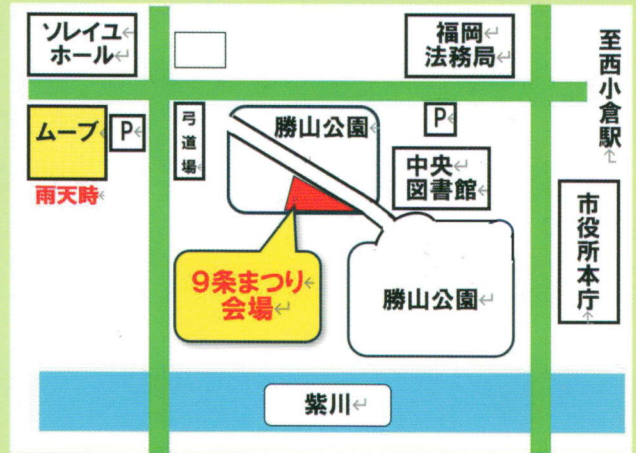 ソレイユ
ホール
福岡
法務局
至西小倉駅
ムーブ
P
雨天時
弓道場
勝山公園
P
中央
図書館
市役所本庁
9条まつり
会場
勝山公園
紫川